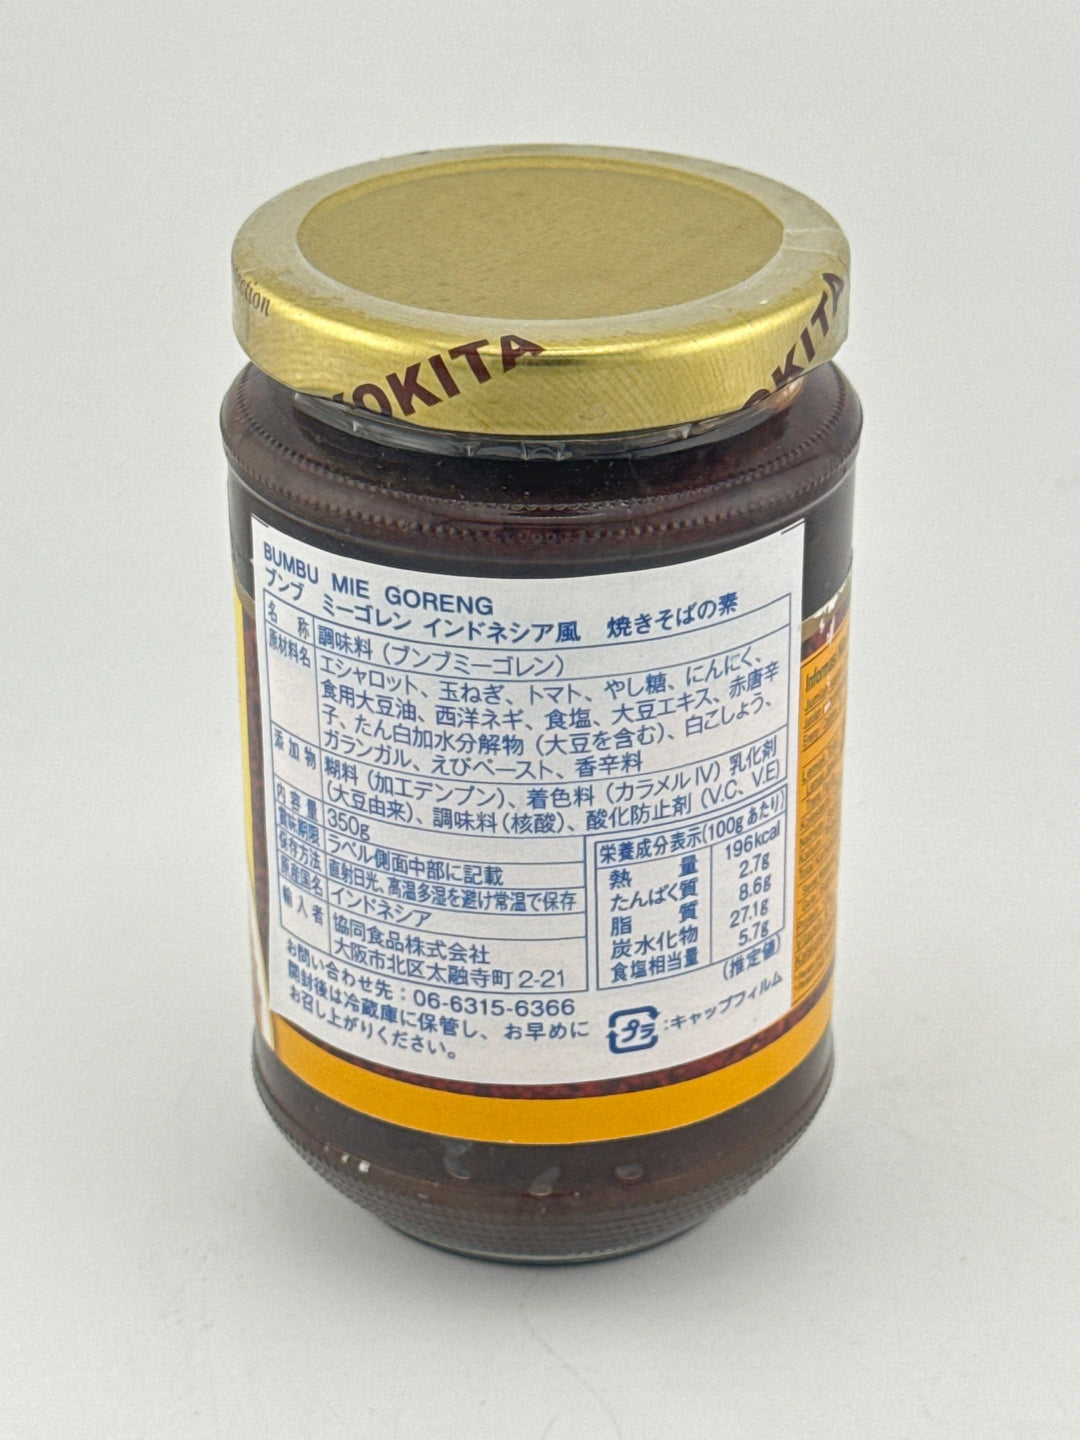 ction
KOKITA
OKITA
BUMBU MIE GORENG
ブンブ ミーゴレン インドネシア風 焼きそばの素
名称 調味料（ブンブミーゴレン）
原材料名 エシャロット、玉ねぎ、トマト、やし糖、にんにく、
食用大豆油、西洋ネギ、食塩、大豆エキス、赤唐辛
子、たん白加水分解物（大豆を含む）、白こしょう、
ガランガル、えびペースト、香辛料
添加物 糊料（加工デンプン）、着色料（カラメルⅣ）乳化剤
（大豆由来）、調味料（核酸）、酸化防止剤（V.C、V.E）
内容量 350g
賞味期限 ラベル側面中部に記載
保存方法 直射日光、高温多湿を避け常温で保存
原産国名 インドネシア
輸入者 協同食品株式会社
大阪市北区太融寺町2-21
栄養成分表示(100gあたり)
熱量 196kcal
たんぱく質 2.7g
脂質 8.6g
炭水化物 27.1g
食塩相当量 5.7g
(推定値)
お問い合わせ先：06-6315-6366
開封後は冷蔵庫に保管し、お早めに
お召し上がりください。
プラ：キャップフィルム